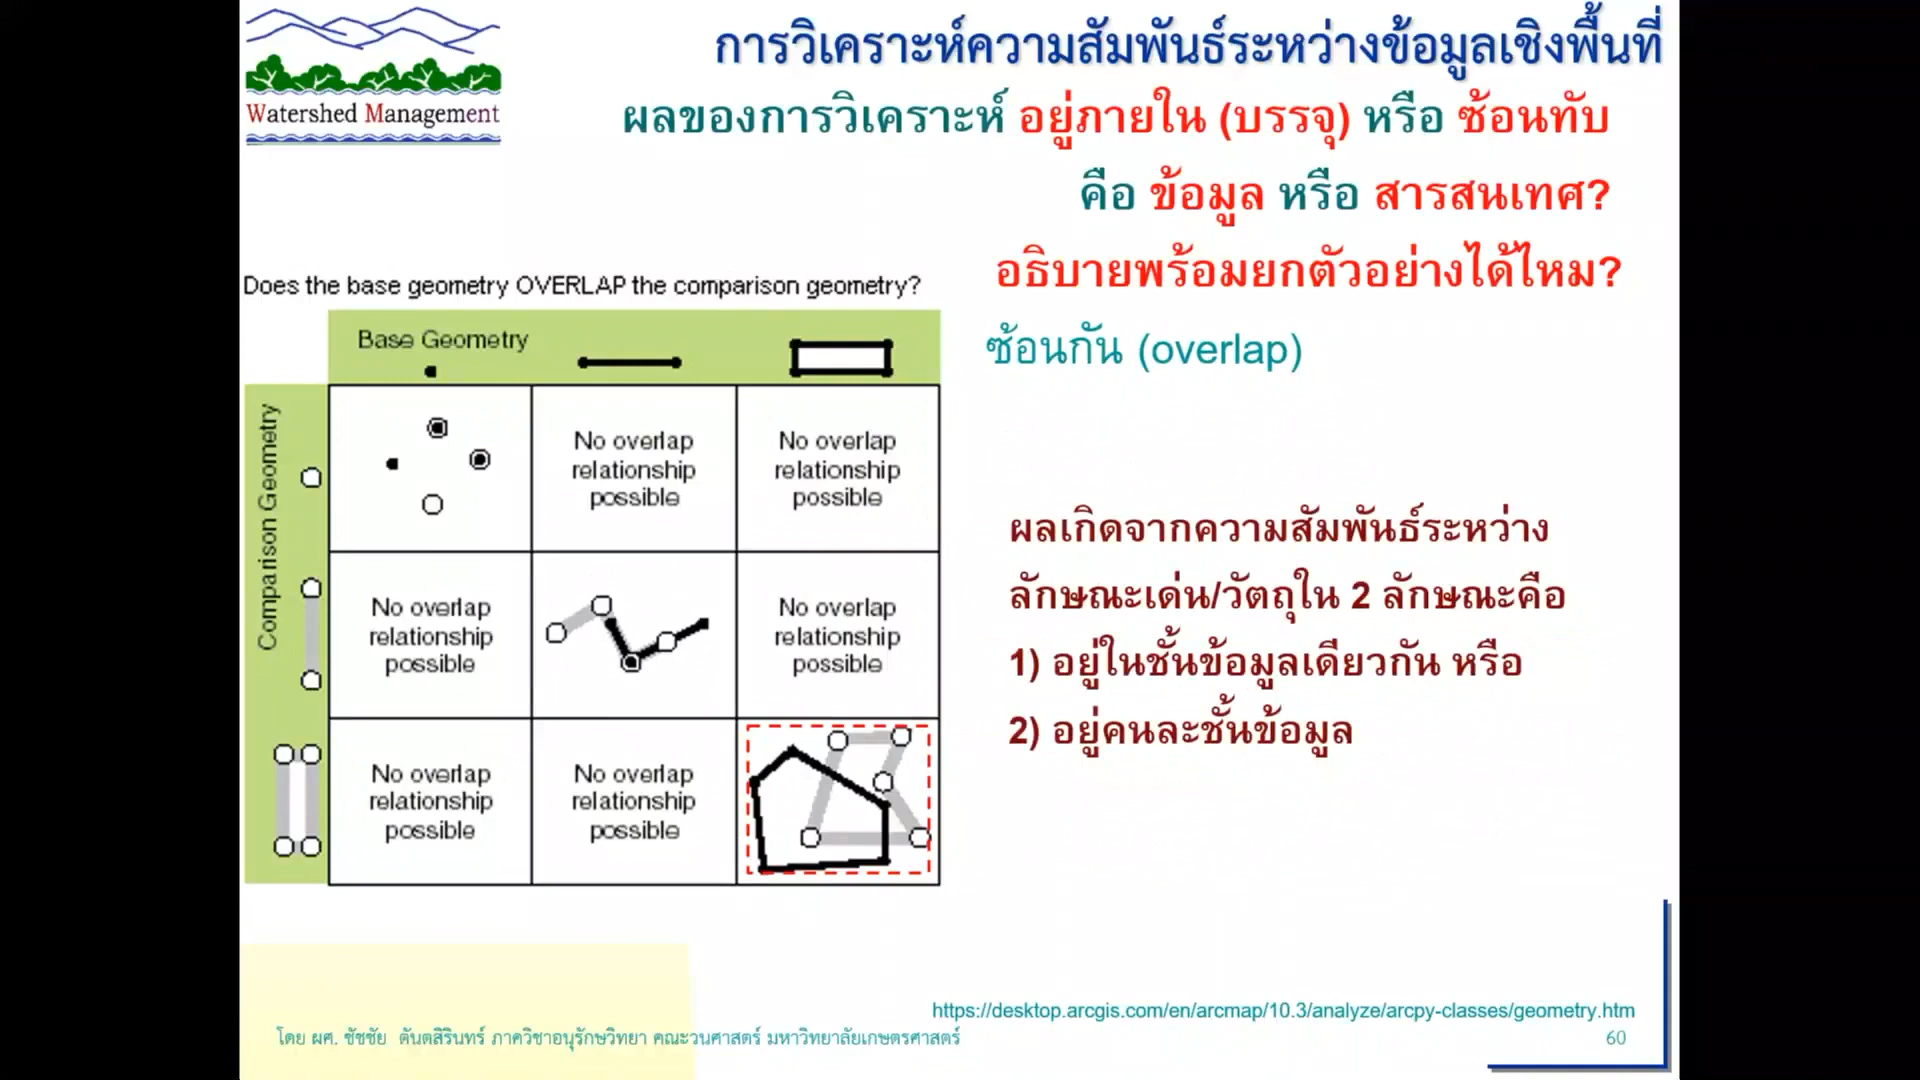 Watershed Management
การวิเคราะห์ความสัมพันธ์ระหว่างข้อมูลเชิงพื้นที่
ผลของการวิเคราะห์ อยู่ภายใน (บรรจุ) หรือ ซ้อนทับ
คือ ข้อมูล หรือ สารสนเทศ?
อธิบายพร้อมยกตัวอย่างได้ไหม?
ซ้อนกัน (overlap)
Does the base geometry OVERLAP the comparison geometry?
Base Geometry
Comparison Geometry
No overlap
relationship
possible
No overlap
relationship
possible
No overlap
relationship
possible
No overlap
relationship
possible
No overlap
relationship
possible
No overlap
relationship
possible
ผลเกิดจากความสัมพันธ์ระหว่าง
ลักษณะเด่น/วัตถุใน 2 ลักษณะคือ
1) อยู่ในชั้นข้อมูลเดียวกัน หรือ
2) อยู่คนละชั้นข้อมูล
https://desktop.arcgis.com/en/arcmap/10.3/analyze/arcpy-classes/geometry.htm
โดย ผศ. ชัชชัย ตันตสิรินทร์ ภาควิชาอนุรักษวิทยา คณะวนศาสตร์ มหาวิทยาลัยเกษตรศาสตร์
60